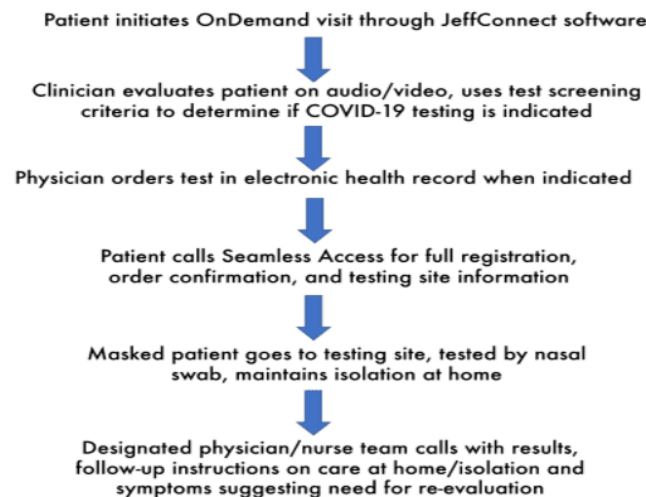 Patient initiates OnDemand visit through JeffConnect software
Clinician evaluates patient on audio/video, uses test screening
criteria to determine if COVID-19 testing is indicated
Physician orders test in electronic health record when indicated
Patient calls Seamless Access for full registration,
order confirmation, and testing site information
Masked patient goes to testing site, tested by nasal
swab, maintains isolation at home
Designated physician/nurse team calls with results,
follow-up instructions on care at home/isolation and
symptoms suggesting need for re-evaluation